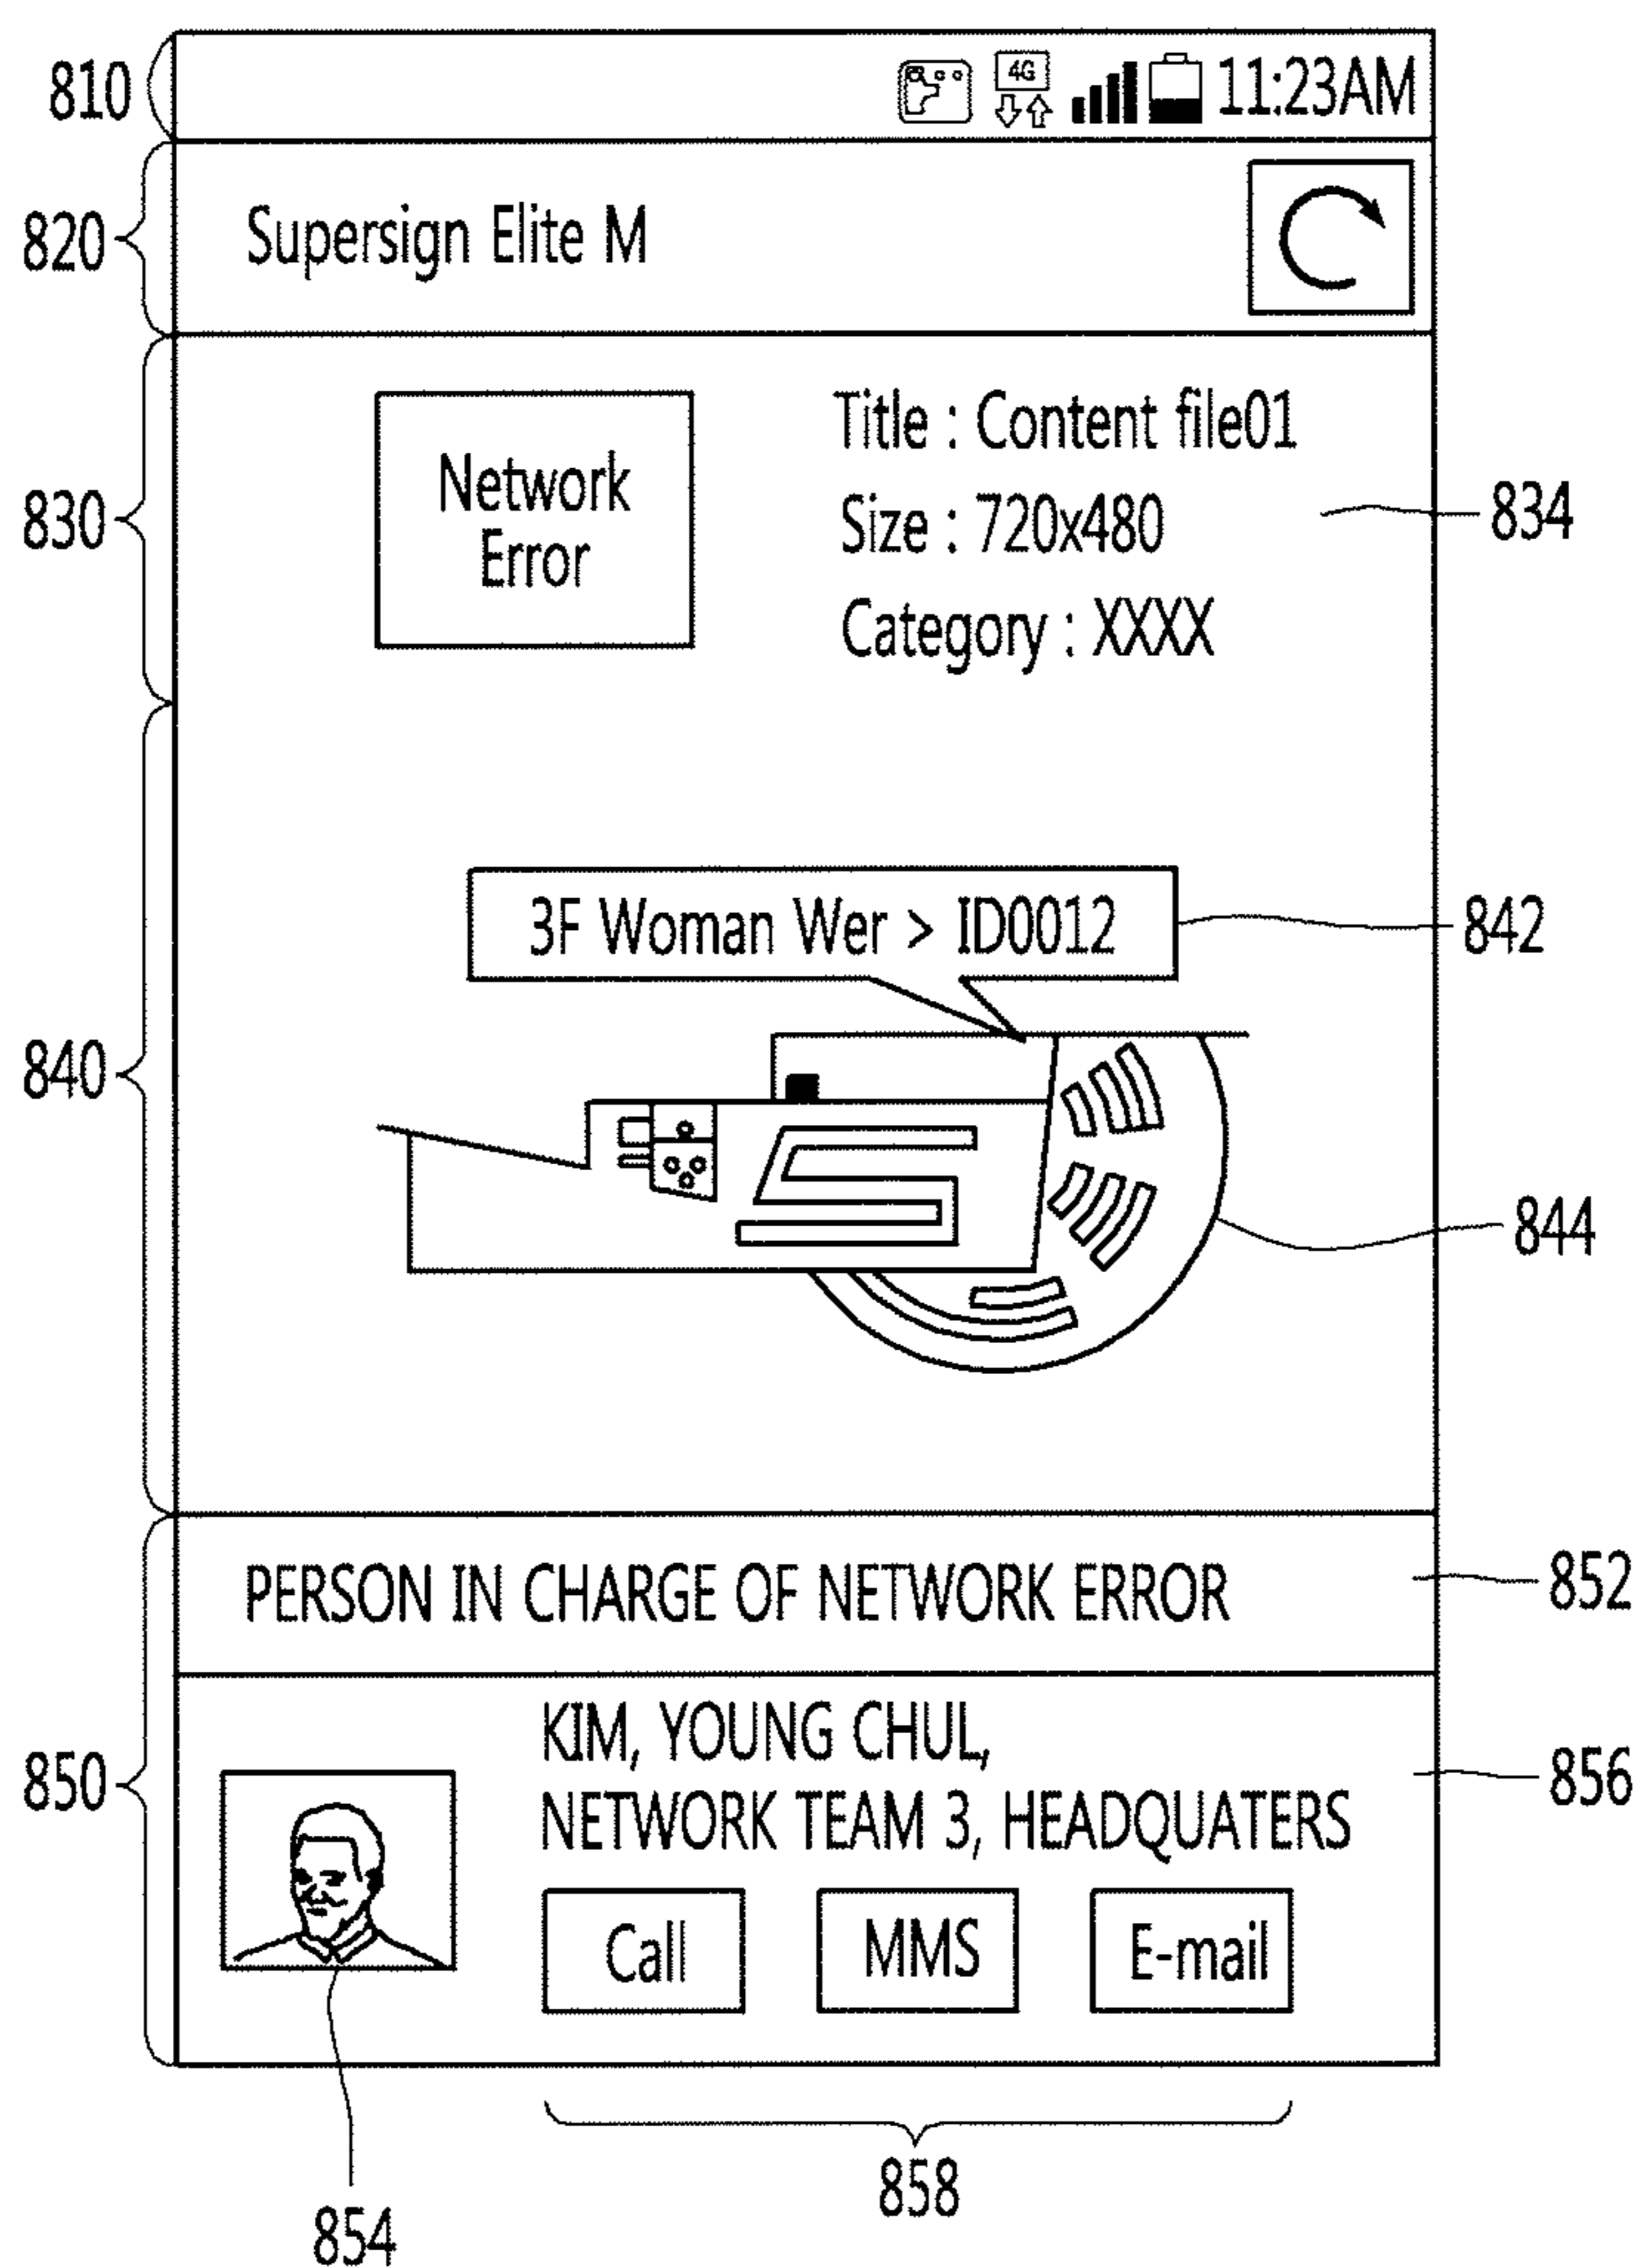 810
4G
11:23AM
820
Supersign Elite M
830
Network
Error
Title : Content file01
Size : 720x480
Category : XXXX
834
840
3F Woman Wer > ID0012
842
844
850
PERSON IN CHARGE OF NETWORK ERROR
852
KIM, YOUNG CHUL,
NETWORK TEAM 3, HEADQUATERS
856
Call MMS E-mail
858
854